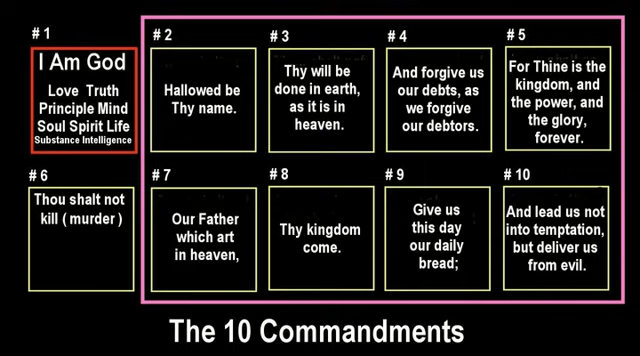 # 1
I Am God
Love Truth
Principle Mind
Soul Spirit Life
Substance Intelligence
# 2
Hallowed be
Thy name.
# 3
Thy will be
done in earth,
as it is in
heaven.
# 4
And forgive us
our debts, as
we forgive
our debtors.
# 5
For Thine is the
kingdom, and
the power, and
the glory,
forever.
# 6
Thou shalt not
kill ( murder )
# 7
Our Father
which art
in heaven,
# 8
Thy kingdom
come.
# 9
Give us
this day
our daily
bread;
# 10
And lead us not
into temptation,
but deliver us
from evil.
The 10 Commandments